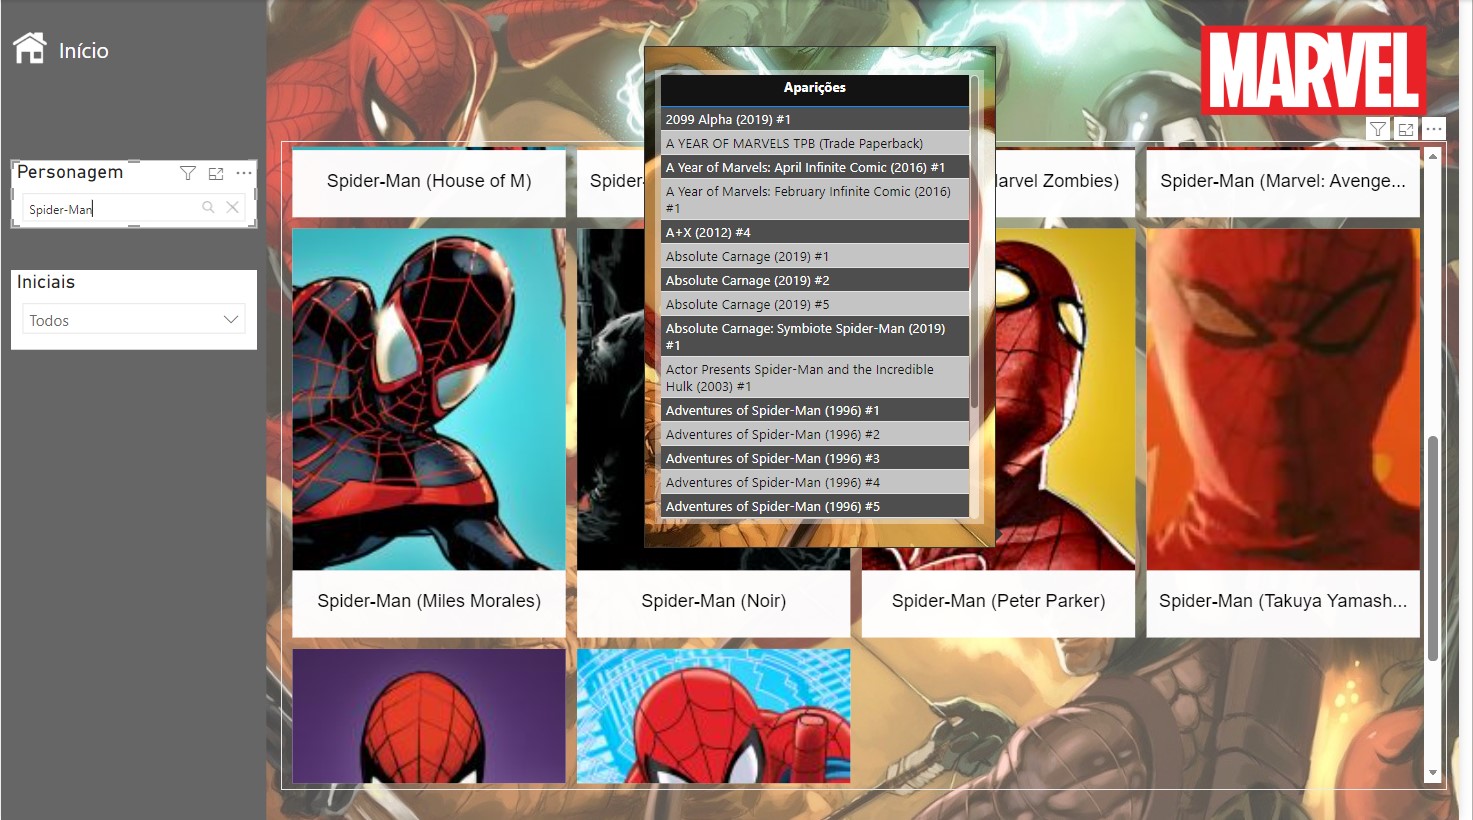 Início
MARVEL
Personagem
Spider-Man
Iniciais
Todos
Aparições
2099 Alpha (2019) #1
A YEAR OF MARVELS TPB (Trade Paperback)
A Year of Marvels: April Infinite Comic (2016) #1
A Year of Marvels: February Infinite Comic (2016)
#1
A+X (2012) #4
Absolute Carnage (2019) #1
Absolute Carnage (2019) #2
Absolute Carnage (2019) #5
Absolute Carnage: Symbiote Spider-Man (2019)
#1
Actor Presents Spider-Man and the Incredible
Hulk (2003) #1
Adventures of Spider-Man (1996) #1
Adventures of Spider-Man (1996) #2
Adventures of Spider-Man (1996) #3
Adventures of Spider-Man (1996) #4
Adventures of Spider-Man (1996) #5
Spider-Man (House of M)
Spider-
arvel Zombies)
Spider-Man (Marvel: Avenge...
Spider-Man (Miles Morales)
Spider-Man (Noir)
Spider-Man (Peter Parker)
Spider-Man (Takuya Yamash...